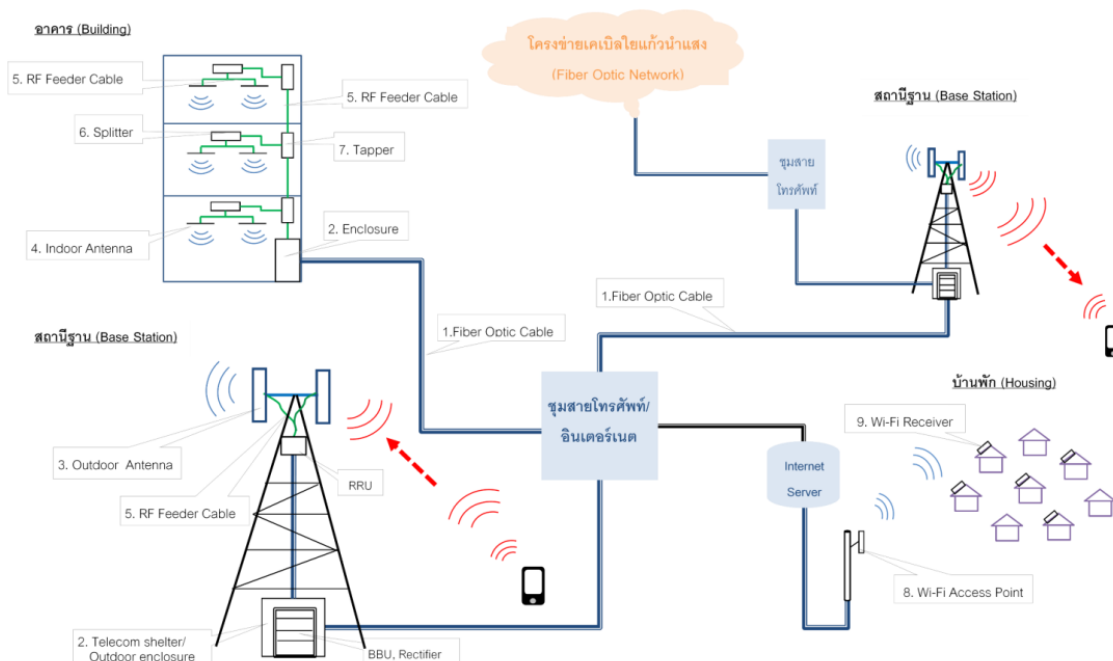 อาคาร (Building)
5. RF Feeder Cable
5. RF Feeder Cable
6. Splitter
7. Tapper
4. Indoor Antenna
2. Enclosure
โครงข่ายเคเบิลใยแก้วนำแสง
(Fiber Optic Network)
สถานีฐาน (Base Station)
ชุมสาย
โทรศัพท์
1.Fiber Optic Cable
1.Fiber Optic Cable
สถานีฐาน (Base Station)
3. Outdoor Antenna
RRU
5. RF Feeder Cable
2. Telecom shelter/
Outdoor enclosure
BBU, Rectifier
ชุมสายโทรศัพท์/
อินเตอร์เนต
Internet
Server
บ้านพัก (Housing)
9. Wi-Fi Receiver
8. Wi-Fi Access Point